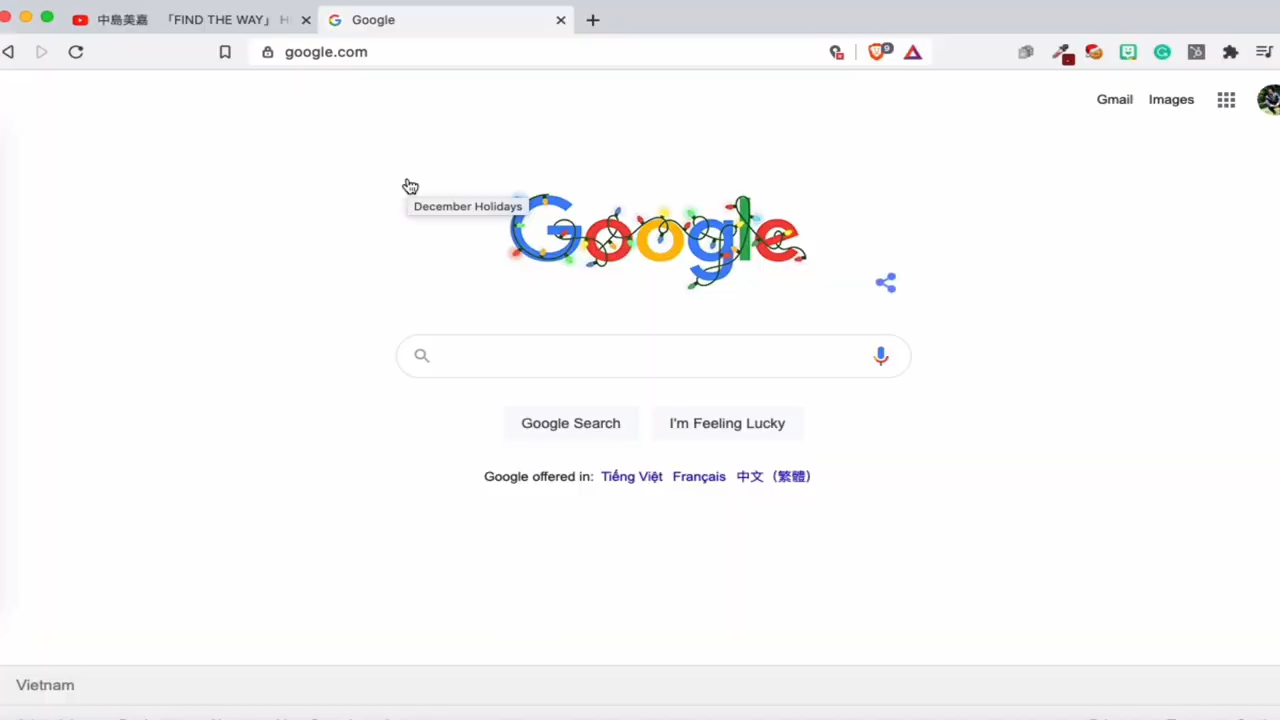 中島美嘉 「FIND THE WAY」 H
Google
google.com
9
Gmail Images
December Holidays
Google
Google Search I'm Feeling Lucky
Google offered in: Tiếng Việt Français 中文（繁體）
Vietnam